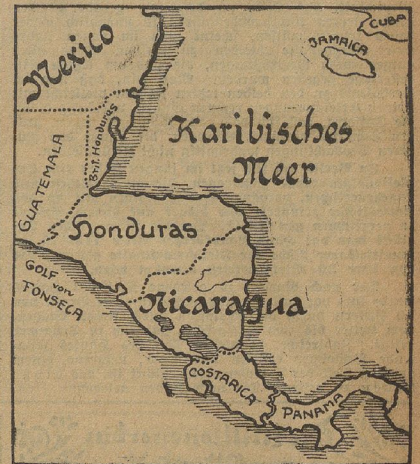 CUBA
JAMAICA
Mexico
Karibisches
Meer
Brit. Honduras
GUATEMALA
Honduras
GOLF von
FONSECA
Nicaragua
COSTARICA
PANAMA